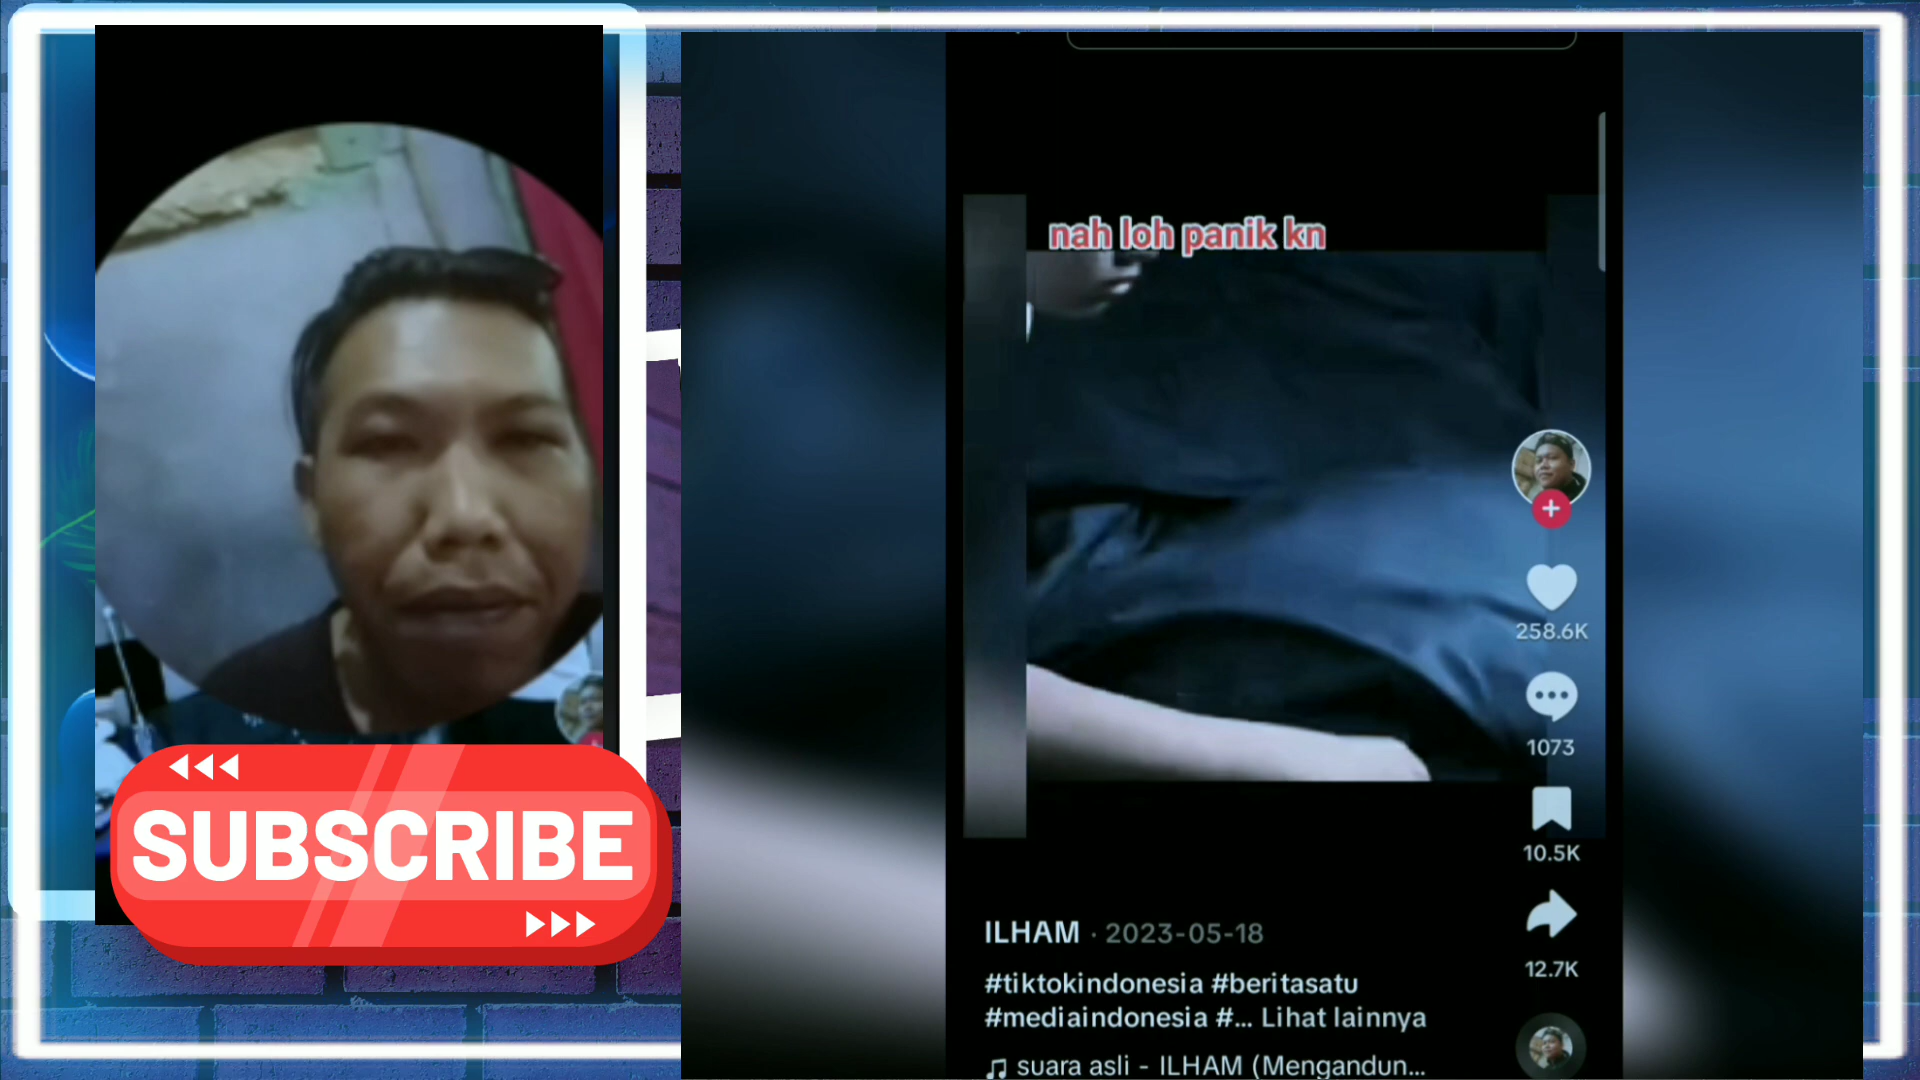 SUBSCRIBE
nah loh panik kn
258.6K
1073
10.5K
12.7K
ILHAM · 2023-05-18
#tiktokindonesia #beritasatu
#mediaindonesia #... Lihat lainnya
suara asli - ILHAM (Mengandun...